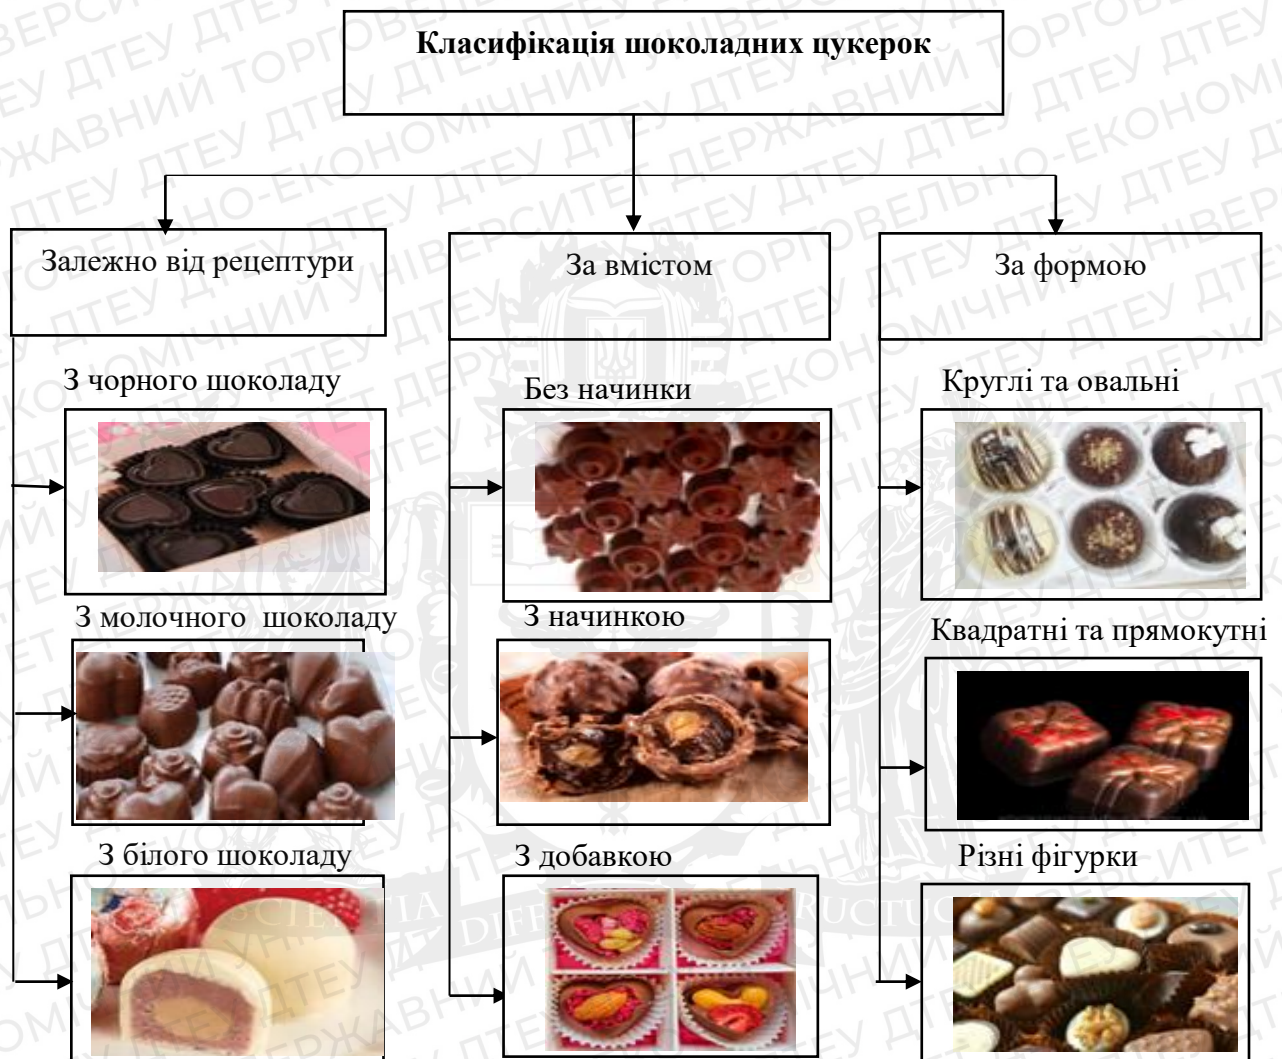 Класифікація шоколадних цукерок
Залежно від рецептури
За вмістом
За формою
З чорного шоколаду
Без начинки
Круглі та овальні
З молочного шоколаду
З начинкою
Квадратні та прямокутні
З білого шоколаду
З добавкою
Різні фігурки